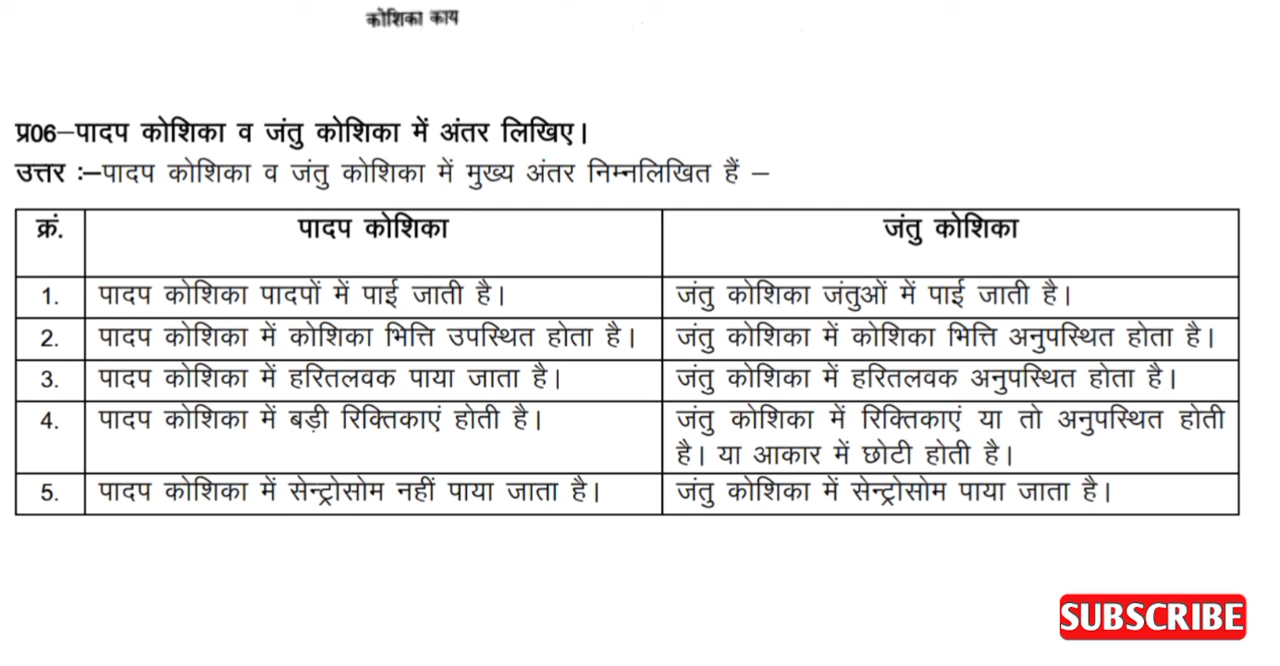 कोशिका काय
प्र06–पादप कोशिका व जंतु कोशिका में अंतर लिखिए।
उत्तर :–पादप कोशिका व जंतु कोशिका में मुख्य अंतर निम्नलिखित हैं –
क्रं. पादप कोशिका जंतु कोशिका
1. पादप कोशिका पादपों में पाई जाती है। जंतु कोशिका जंतुओं में पाई जाती है।
2. पादप कोशिका में कोशिका भित्ति उपस्थित होता है। जंतु कोशिका में कोशिका भित्ति अनुपस्थित होता है।
3. पादप कोशिका में हरितलवक पाया जाता है। जंतु कोशिका में हरितलवक अनुपस्थित होता है।
4. पादप कोशिका में बड़ी रिक्तिकाएं होती है। जंतु कोशिका में रिक्तिकाएं या तो अनुपस्थित होती
है। या आकार में छोटी होती है।
5. पादप कोशिका में सेन्ट्रोसोम नहीं पाया जाता है। जंतु कोशिका में सेन्ट्रोसोम पाया जाता है।
SUBSCRIBE